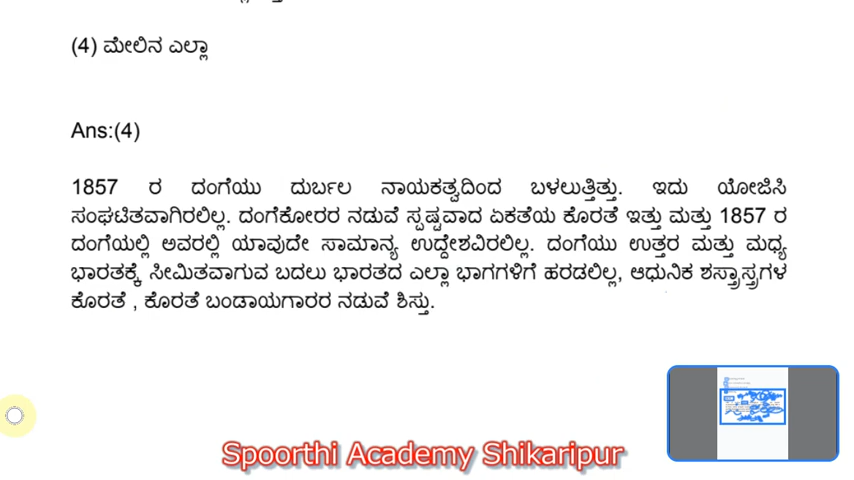 (4) ಮೇಲಿನ ಎಲ್ಲಾ
Ans:(4)
1857 ರ ದಂಗೆಯು ದುರ್ಬಲ ನಾಯಕತ್ವದಿಂದ ಬಳಲುತ್ತಿತ್ತು. ಇದು ಯೋಜಿಸಿ
ಸಂಘಟಿತವಾಗಿರಲಿಲ್ಲ. ದಂಗೆಕೋರರ ನಡುವೆ ಸ್ಪಷ್ಟವಾದ ಏಕತೆಯ ಕೊರತೆ ಇತ್ತು ಮತ್ತು 1857 ರ
ದಂಗೆಯಲ್ಲಿ ಅವರಲ್ಲಿ ಯಾವುದೇ ಸಾಮಾನ್ಯ ಉದ್ದೇಶವಿರಲಿಲ್ಲ. ದಂಗೆಯು ಉತ್ತರ ಮತ್ತು ಮಧ್ಯ
ಭಾರತಕ್ಕೆ ಸೀಮಿತವಾಗುವ ಬದಲು ಭಾರತದ ಎಲ್ಲಾ ಭಾಗಗಳಿಗೆ ಹರಡಲಿಲ್ಲ, ಆಧುನಿಕ ಶಸ್ತ್ರಾಸ್ತ್ರಗಳ
ಕೊರತೆ , ಕೊರತೆ ಬಂಡಾಯಗಾರರ ನಡುವೆ ಶಿಸ್ತು.
Spoorthi Academy Shikaripur